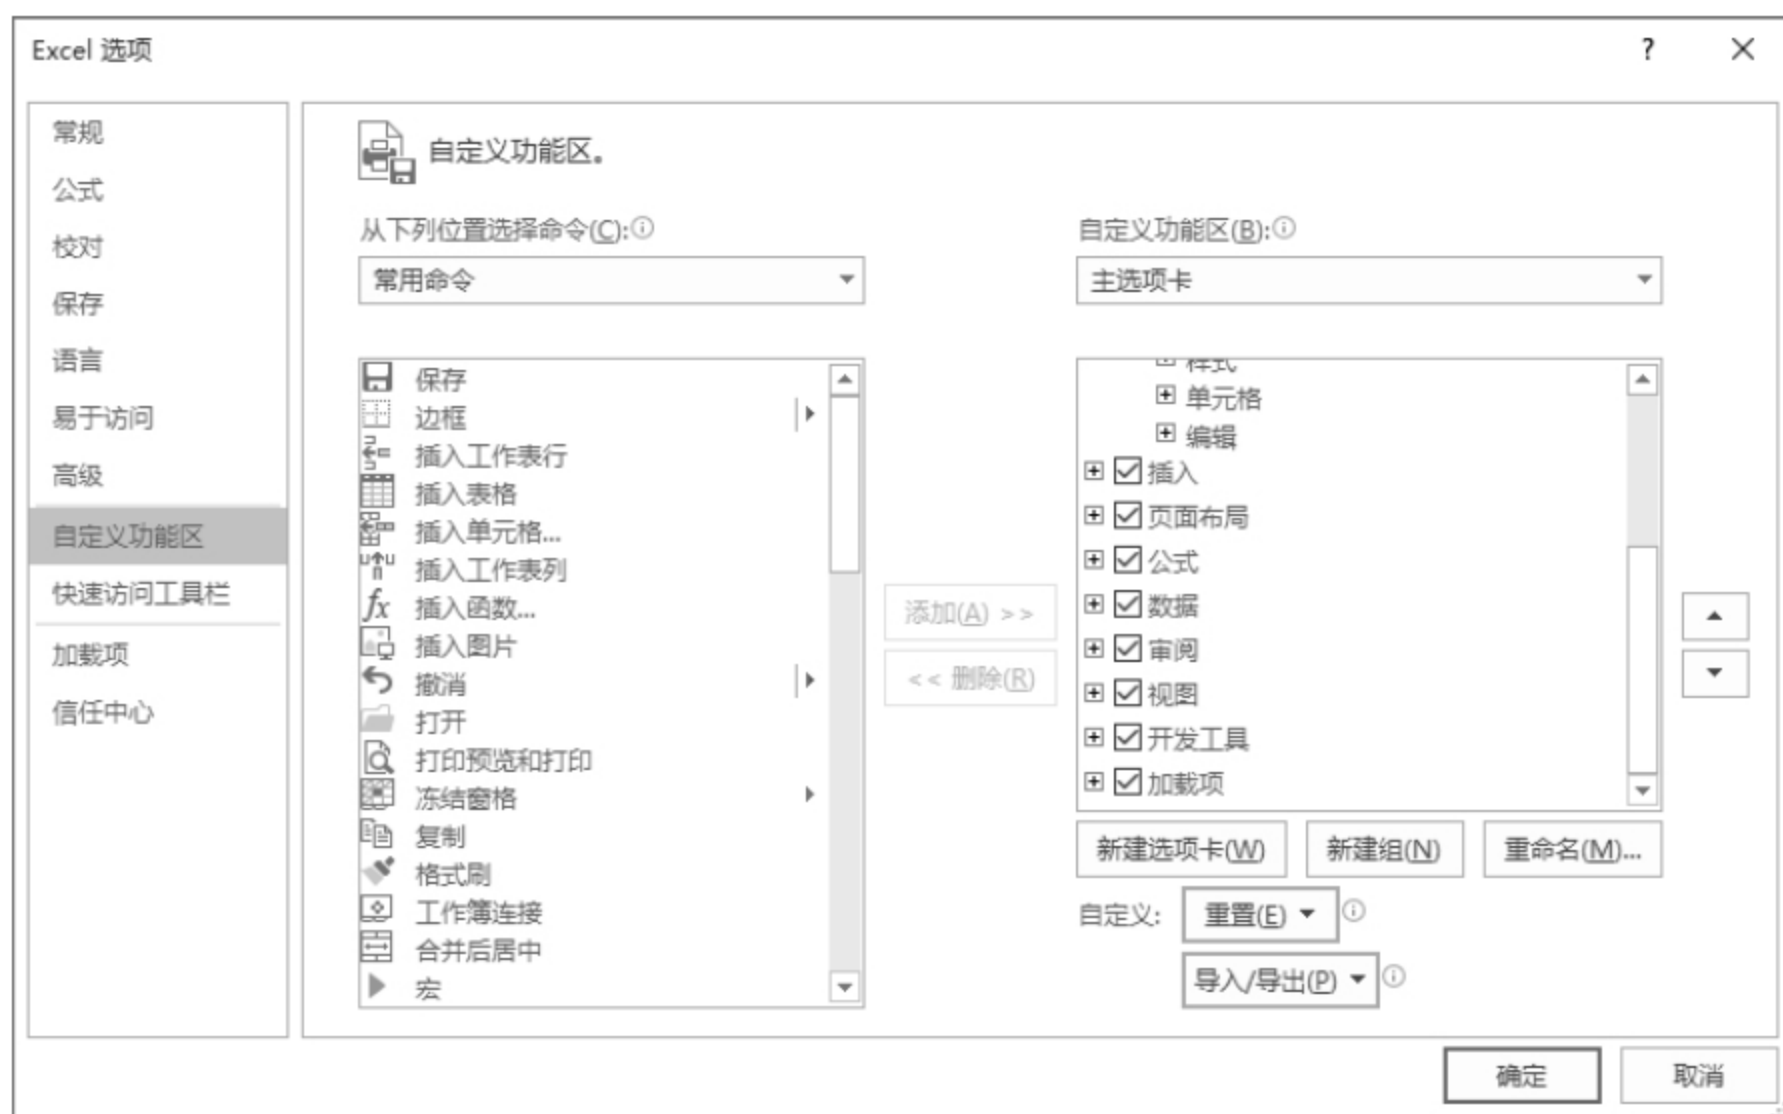 Excel 选项
?
常规
公式
校对
保存
语言
易于访问
高级
自定义功能区
快速访问工具栏
加载项
信任中心
自定义功能区。
从下列位置选择命令(C):
常用命令
保存
边框
插入工作表行
插入表格
插入单元格...
插入工作表列
fx 插入函数...
插入图片
撤消
打开
打印预览和打印
冻结窗格
复制
格式刷
工作簿连接
合并后居中
宏
添加(A) >>
<< 删除(R)
自定义功能区(B):
主选项卡
样式
单元格
编辑
插入
页面布局
公式
数据
审阅
视图
开发工具
加载项
新建选项卡(W)
新建组(N)
重命名(M)...
自定义:
重置(E)
导入/导出(P)
确定
取消